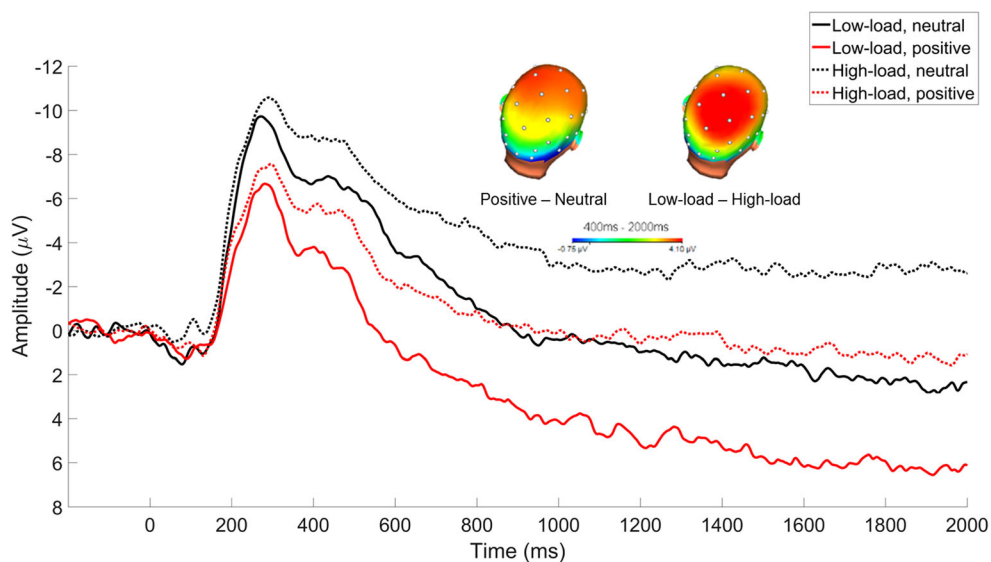 Low-load, neutral
Low-load, positive
High-load, neutral
High-load, positive
-12
-10
-8
-6
-4
-2
0
2
4
6
8
Amplitude (μV)
Positive – Neutral
Low-load – High-load
400ms - 2000ms
-0.75 μV
4.10 μV
0
200
400
600
800
1000
1200
1400
1600
1800
2000
Time (ms)